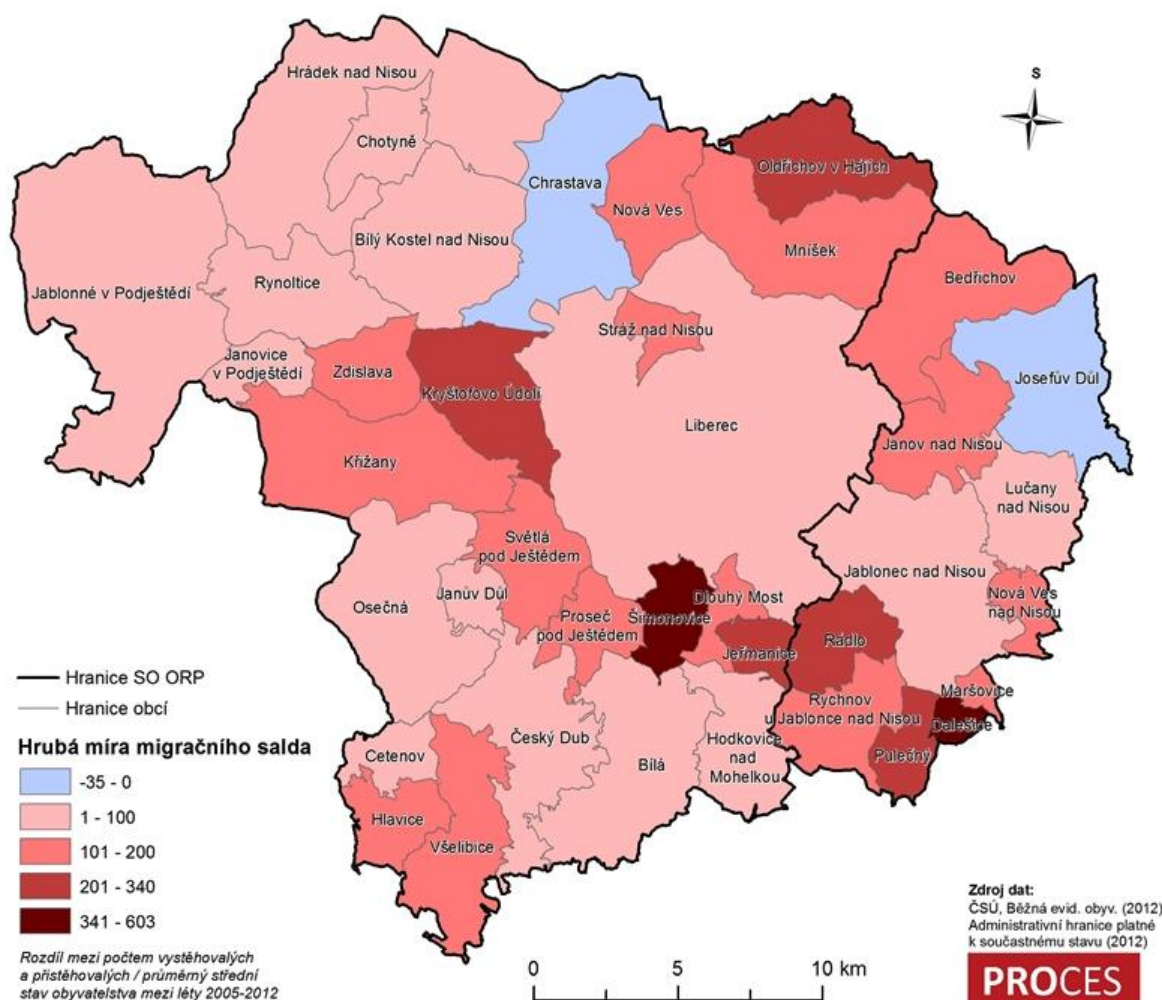 S
Hrádek nad Nisou
Chotyně
Chrastava
Oldřichov v Hájích
Nová Ves
Mníšek
Bílý Kostel nad Nisou
Bedřichov
Rynoltice
Jablonné v Podještědí
Stráž nad Nisou
Janovice
v Podještědí
Zdislava
Josefův Důl
Kryštofovo Údolí
Liberec
Janov nad Nisou
Křižany
Lučany
nad Nisou
Světlá
pod Ještědem
Jablonec nad Nisou
Osečná
Janův Důl
Dlouhý Most
Nová Ves
nad Nisou
Proseč
pod Ještědem
Šimonovice
Rádlo
Jeřmanice
Maršovice
Rychnov
u Jablonce nad Nisou
Dalešice
Český Dub
Hodkovice
nad
Mohelkou
Cetenov
Bílá
Pulečný
Hlavice
Všelibice
Hranice SO ORP
Hranice obcí
Hrubá míra migračního salda
-35 - 0
1 - 100
101 - 200
201 - 340
341 - 603
Rozdíl mezi počtem vystěhovalých
a přistěhovalých / průměrný střední
stav obyvatelstva mezi léty 2005-2012
0 5 10 km
Zdroj dat:
ČSÚ, Běžná evid. obyv. (2012)
Administrativní hranice platné
k součastnému stavu (2012)
PROCES